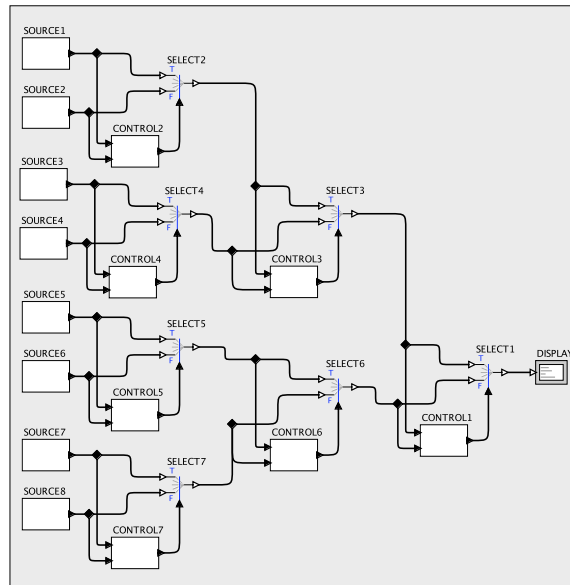 SOURCE1
SELECT2
T
F
SOURCE2
CONTROL2
SOURCE3
SELECT4
T
F
SELECT3
T
F
SOURCE4
CONTROL4
CONTROL3
SOURCE5
SELECT5
T
F
SOURCE6
SELECT6
T
F
SELECT1
T
F
DISPLAY
CONTROL5
CONTROL6
CONTROL1
SOURCE7
SELECT7
T
F
SOURCE8
CONTROL7